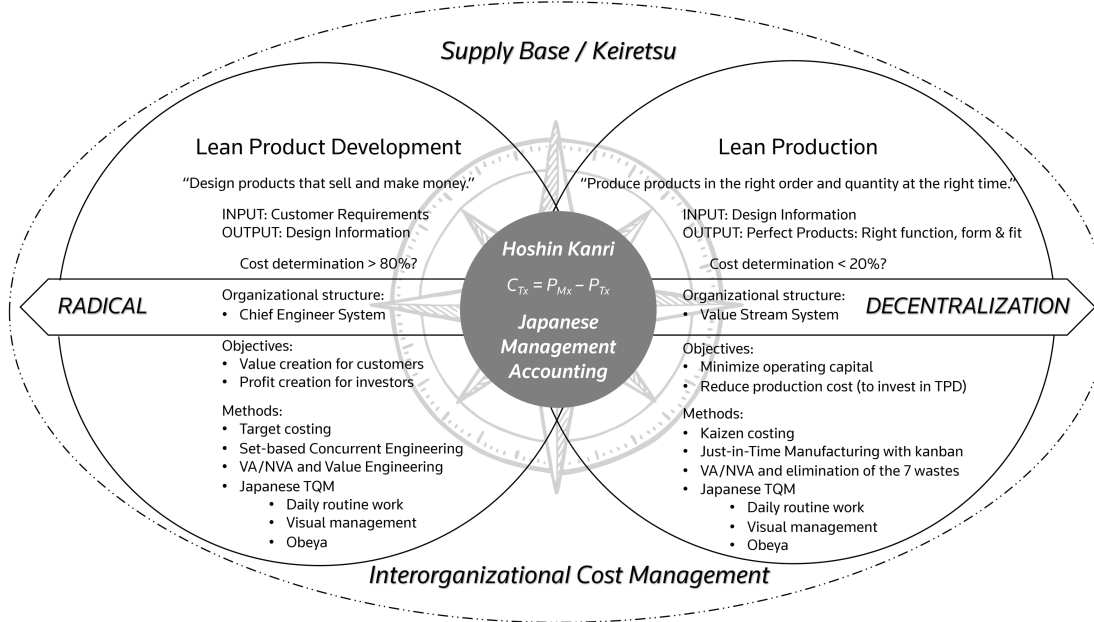 Supply Base / Keiretsu
Lean Product Development
“Design products that sell and make money.”
INPUT: Customer Requirements
OUTPUT: Design Information
Cost determination > 80%?
RADICAL
Organizational structure:
• Chief Engineer System
Objectives:
• Value creation for customers
• Profit creation for investors
Methods:
• Target costing
• Set-based Concurrent Engineering
• VA/NVA and Value Engineering
• Japanese TQM
• Daily routine work
• Visual management
• Obeya
Hoshin Kanri
C_Tx = P_Mx – P_Tx
Japanese
Management
Accounting
Lean Production
“Produce products in the right order and quantity at the right time.”
INPUT: Design Information
OUTPUT: Perfect Products: Right function, form & fit
Cost determination < 20%?
Organizational structure:
• Value Stream System
DECENTRALIZATION
Objectives:
• Minimize operating capital
• Reduce production cost (to invest in TPD)
Methods:
• Kaizen costing
• Just-in-Time Manufacturing with kanban
• VA/NVA and elimination of the 7 wastes
• Japanese TQM
• Daily routine work
• Visual management
• Obeya
Interorganizational Cost Management